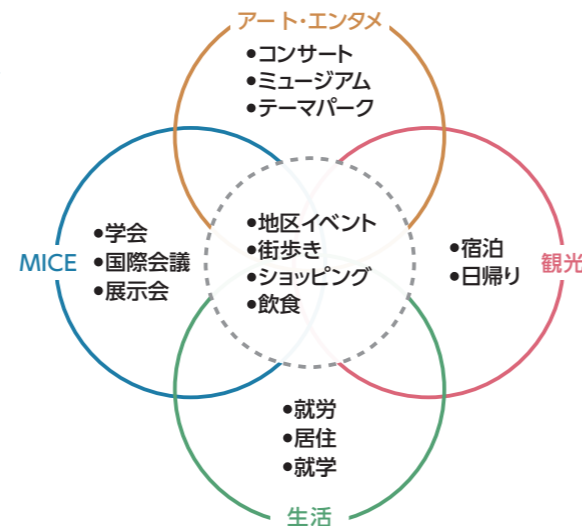 アート・エンタメ
●コンサート
●ミュージアム
●テーマパーク
MICE
●学会
●国際会議
●展示会
●地区イベント
●街歩き
●ショッピング
●飲食
●宿泊
●日帰り
観光
●就労
●居住
●就学
生活